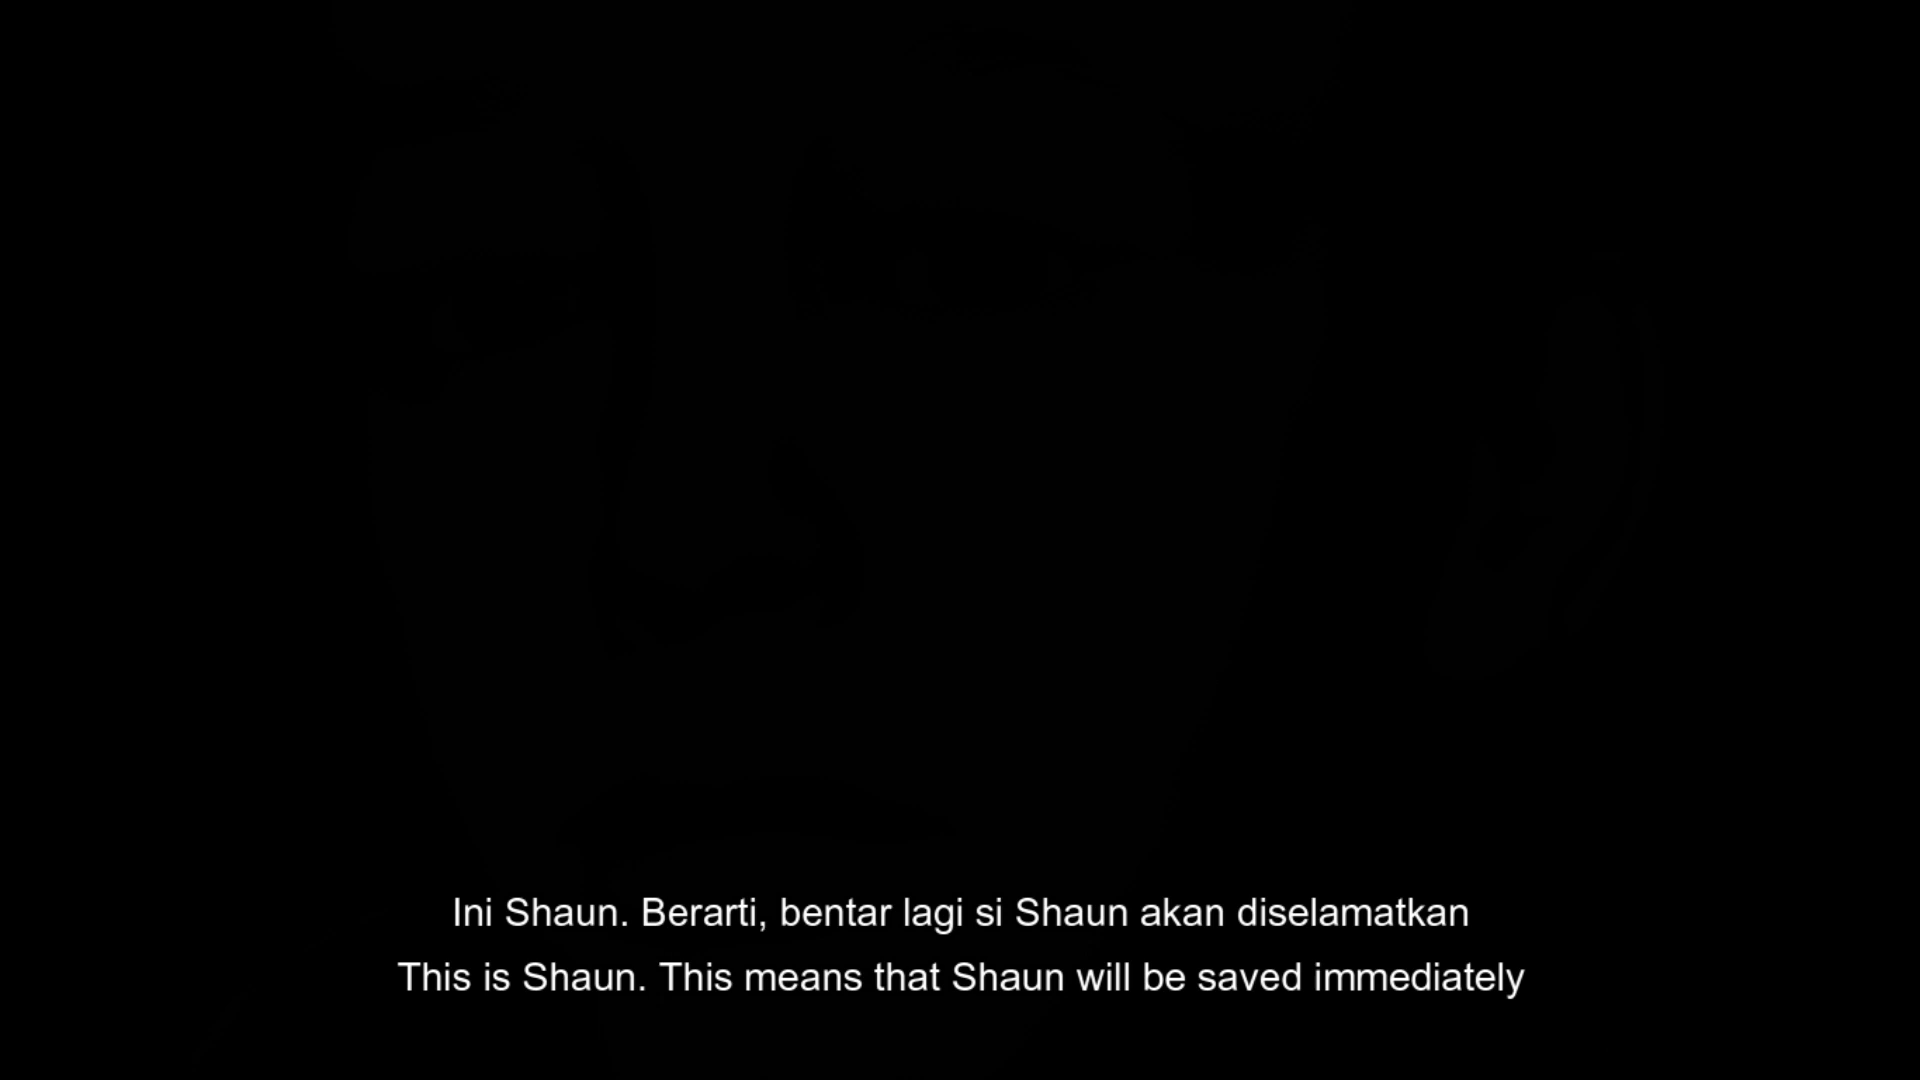 Ini Shaun. Berarti, bentar lagi si Shaun akan diselamatkan
This is Shaun. This means that Shaun will be saved immediately